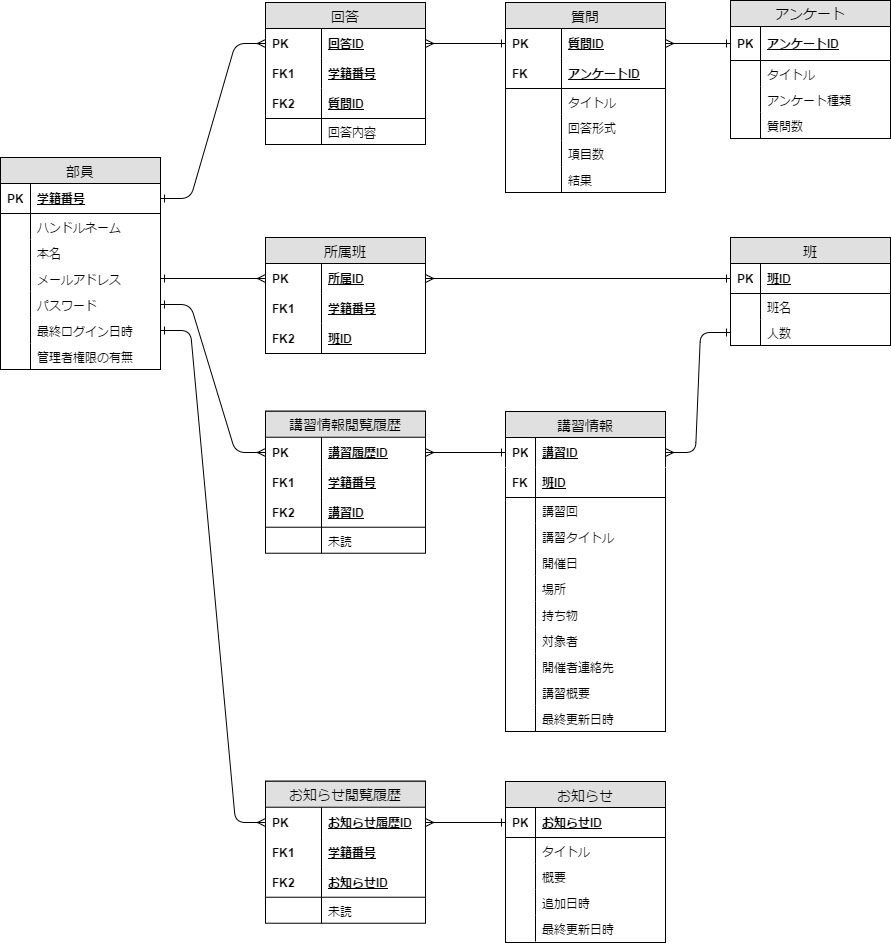 回答
PK 回答ID
FK1 学籍番号
FK2 質問ID
回答内容
質問
PK 質問ID
FK アンケートID
タイトル
回答形式
項目数
結果
アンケート
PK アンケートID
タイトル
アンケート種類
質問数
部員
PK 学籍番号
ハンドルネーム
本名
メールアドレス
パスワード
最終ログイン日時
管理者権限の有無
所属班
PK 所属ID
FK1 学籍番号
FK2 班ID
班
PK 班ID
班名
人数
講習情報閲覧履歴
PK 講習履歴ID
FK1 学籍番号
FK2 講習ID
未読
講習情報
PK 講習ID
FK 班ID
講習回
講習タイトル
開催日
場所
持ち物
対象者
開催者連絡先
講習概要
最終更新日時
お知らせ閲覧履歴
PK お知らせ履歴ID
FK1 学籍番号
FK2 お知らせID
未読
お知らせ
PK お知らせID
タイトル
概要
追加日時
最終更新日時